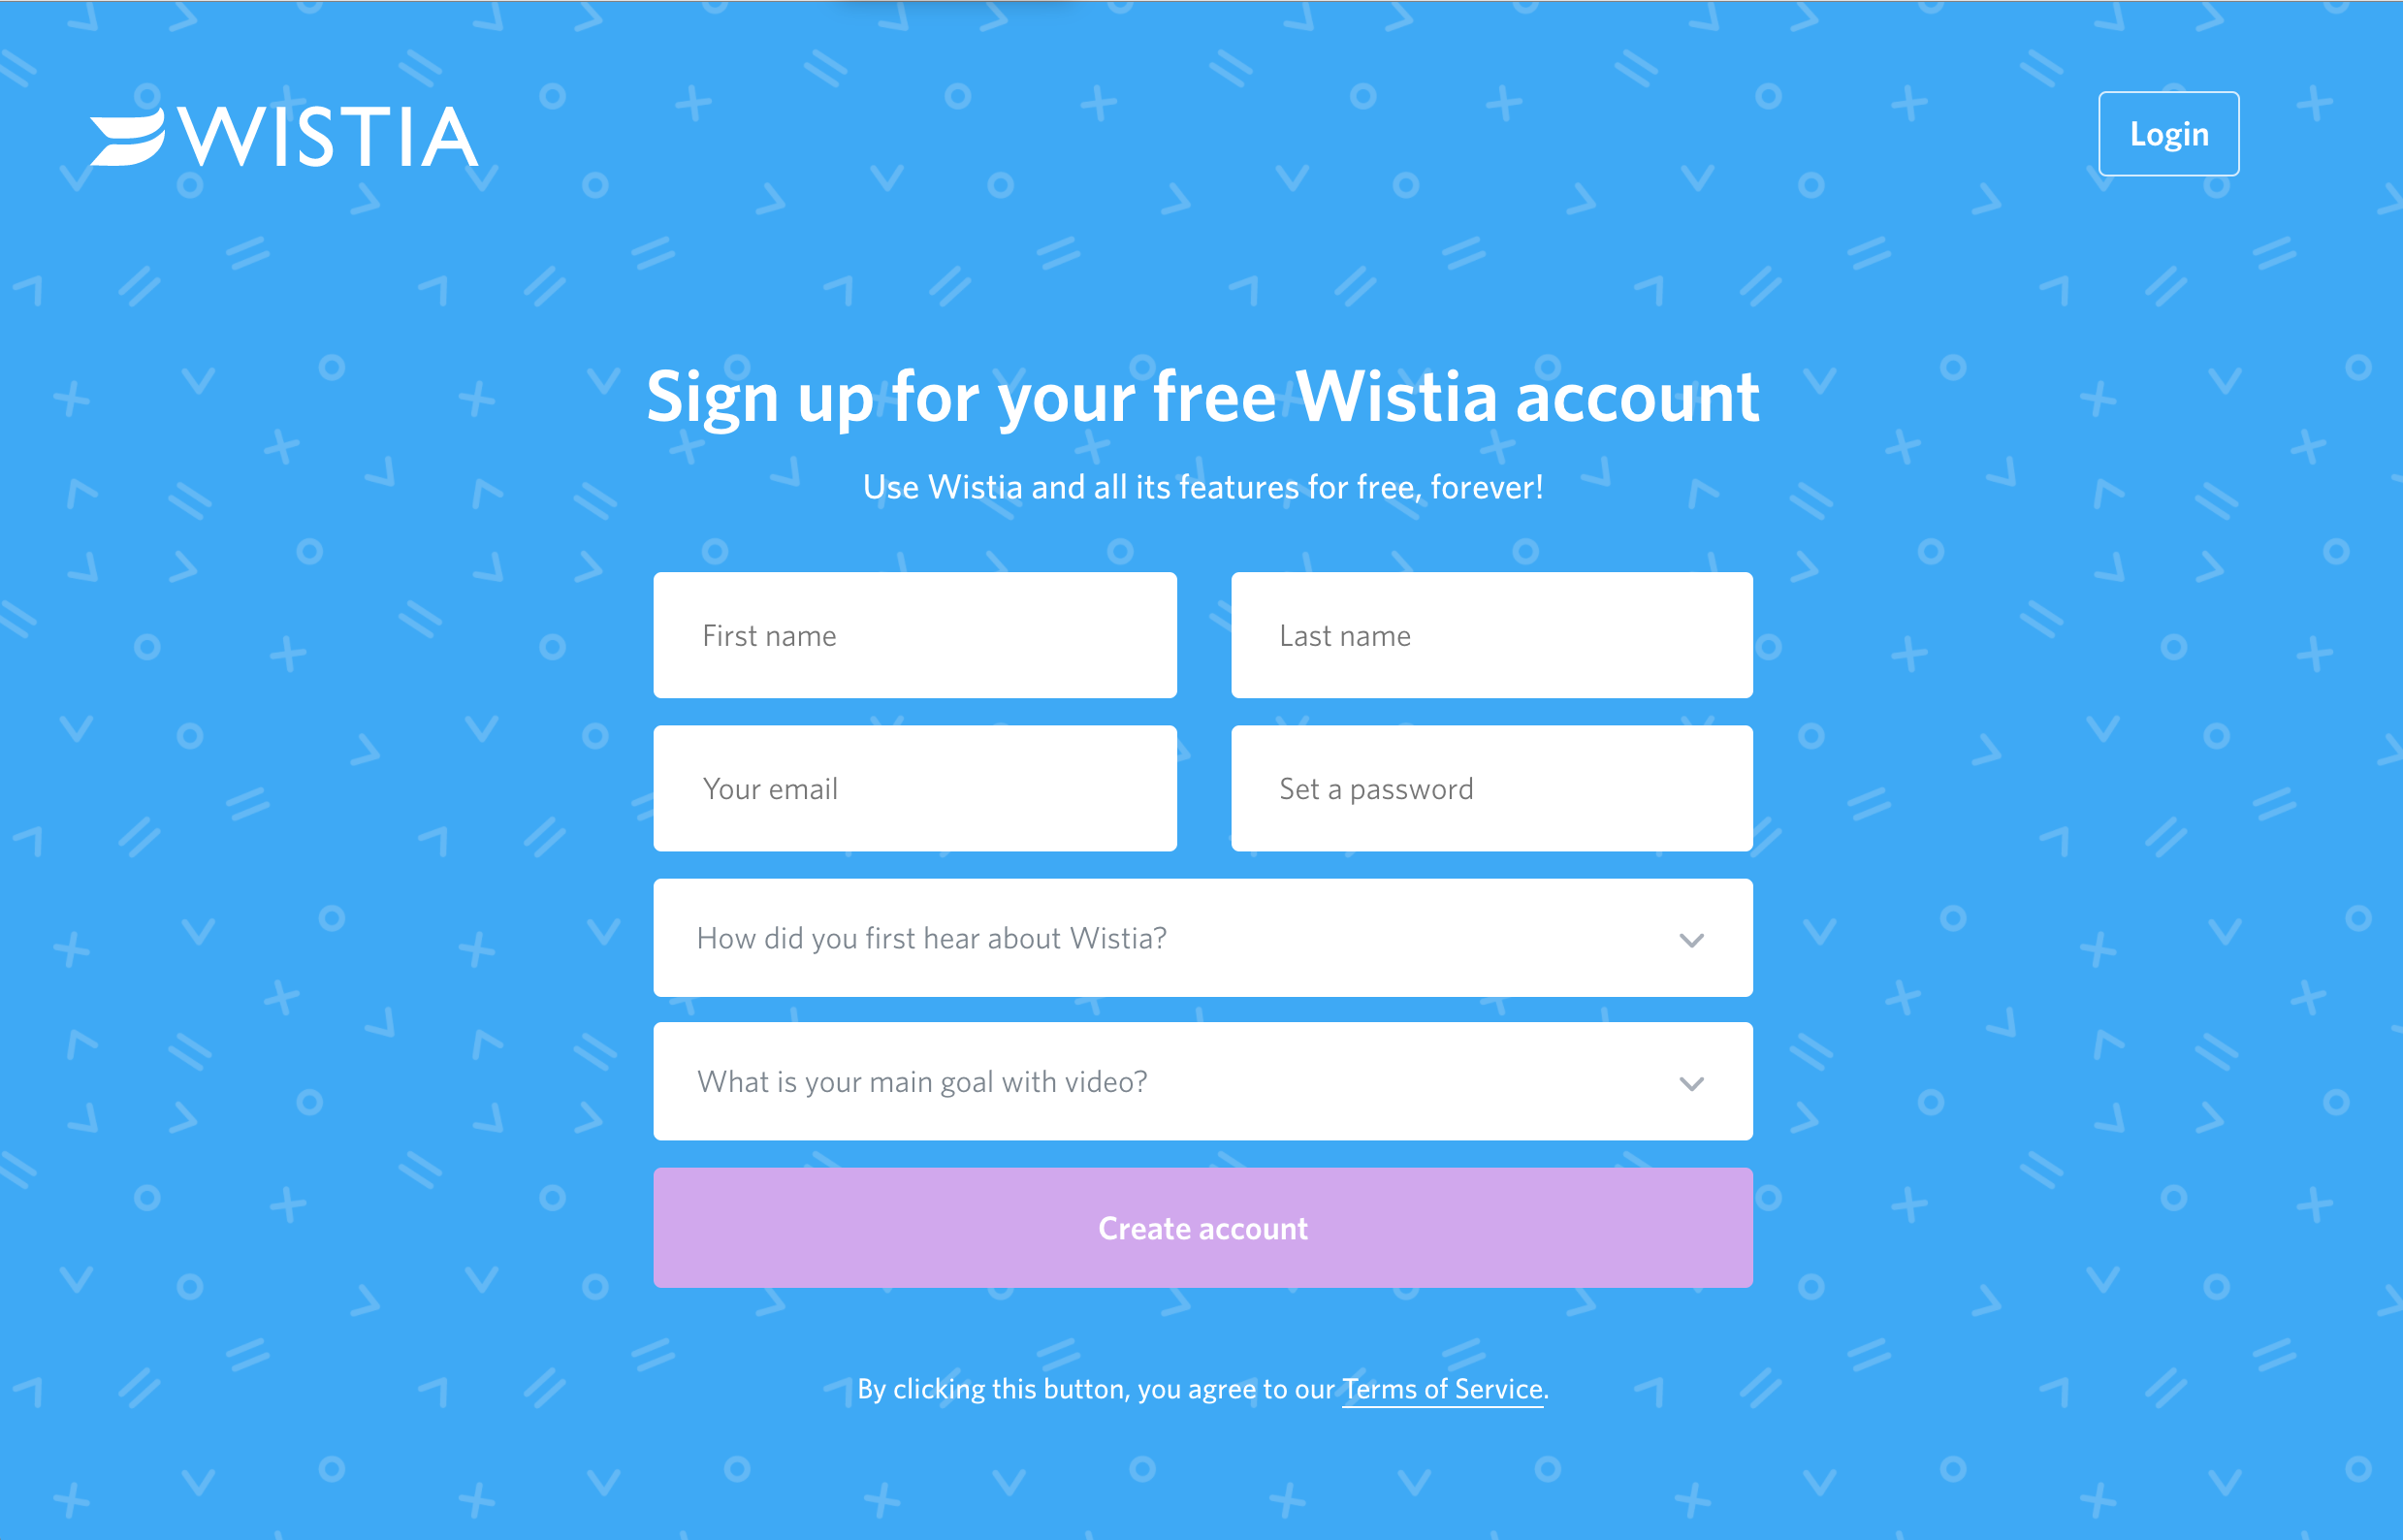 WISTIA
Login
Sign up for your free Wistia account
Use Wistia and all its features for free, forever!
First name
Last name
Your email
Set a password
How did you first hear about Wistia?
What is your main goal with video?
Create account
By clicking this button, you agree to our Terms of Service.